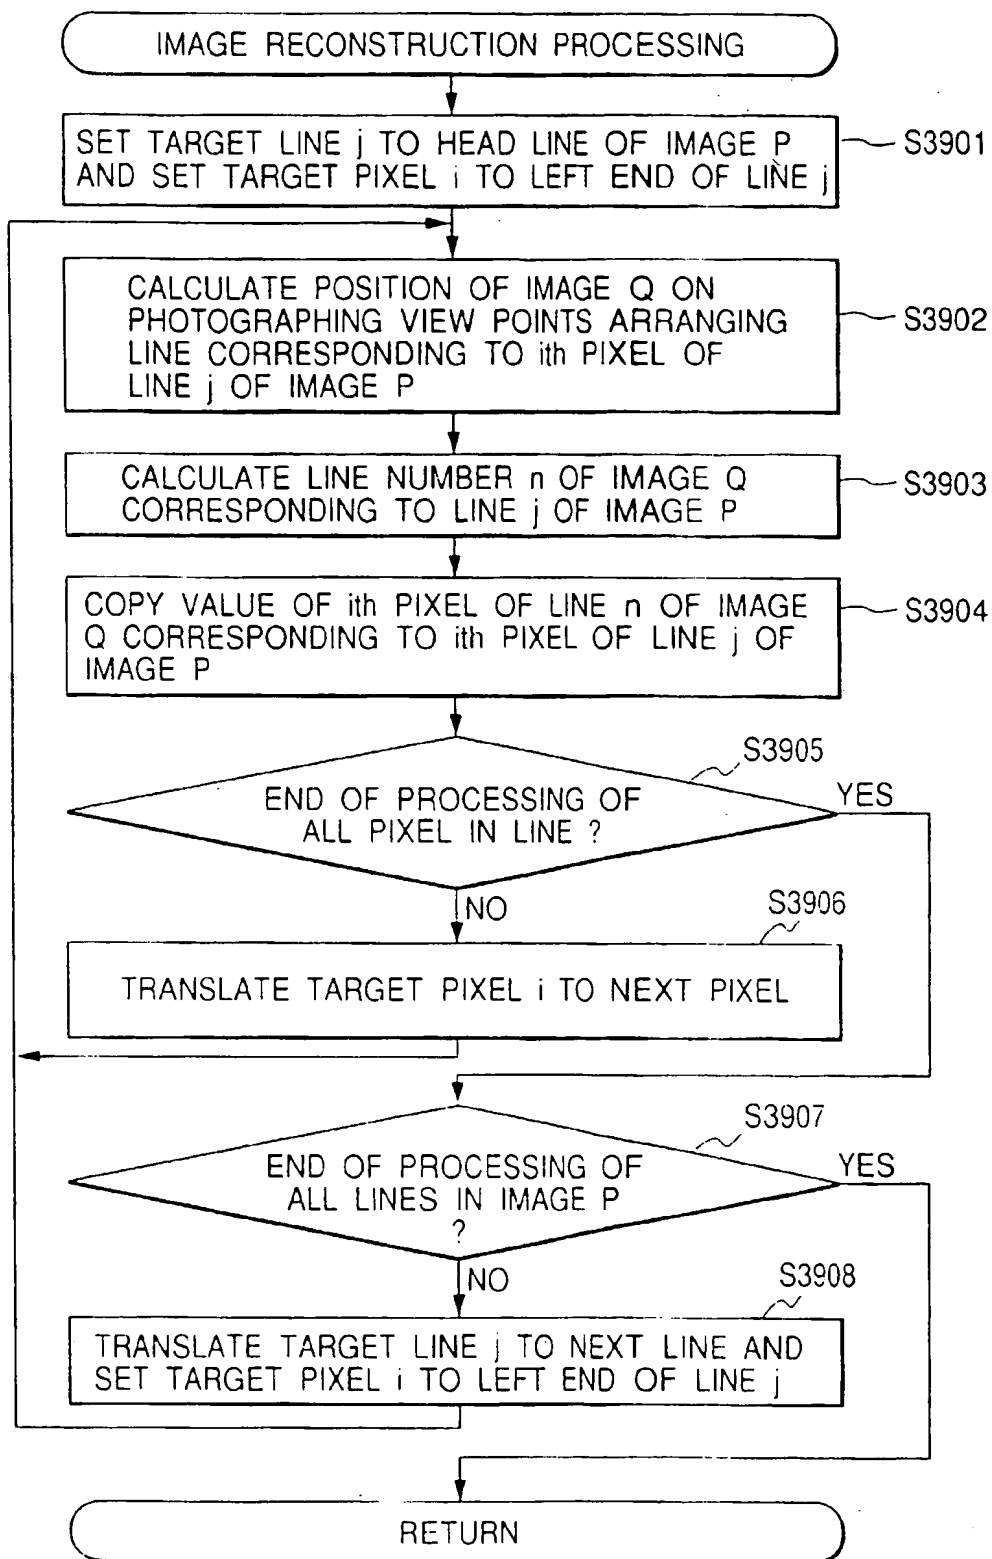 IMAGE RECONSTRUCTION PROCESSING
SET TARGET LINE j TO HEAD LINE OF IMAGE P
AND SET TARGET PIXEL i TO LEFT END OF LINE j
S3901
CALCULATE POSITION OF IMAGE Q ON
PHOTOGRAPHING VIEW POINTS ARRANGING
LINE CORRESPONDING TO ith PIXEL OF
LINE j OF IMAGE P
S3902
CALCULATE LINE NUMBER n OF IMAGE Q
CORRESPONDING TO LINE j OF IMAGE P
S3903
COPY VALUE OF ith PIXEL OF LINE n OF IMAGE
Q CORRESPONDING TO ith PIXEL OF LINE j OF
IMAGE P
S3904
S3905
END OF PROCESSING OF
ALL PIXEL IN LINE ?
YES
NO
S3906
TRANSLATE TARGET PIXEL i TO NEXT PIXEL
S3907
END OF PROCESSING OF
ALL LINES IN IMAGE P
?
YES
NO
S3908
TRANSLATE TARGET LINE j TO NEXT LINE AND
SET TARGET PIXEL i TO LEFT END OF LINE j
RETURN